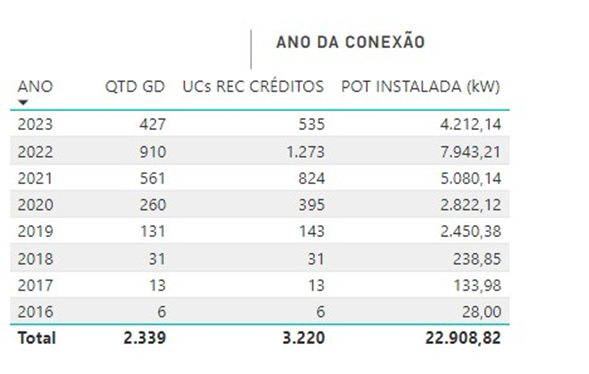 ANO DA CONEXÃO
ANO QTD GD UCs REC CRÉDITOS POT INSTALADA (kW)
2023 427 535 4.212,14
2022 910 1.273 7.943,21
2021 561 824 5.080,14
2020 260 395 2.822,12
2019 131 143 2.450,38
2018 31 31 238,85
2017 13 13 133,98
2016 6 6 28,00
Total 2.339 3.220 22.908,82